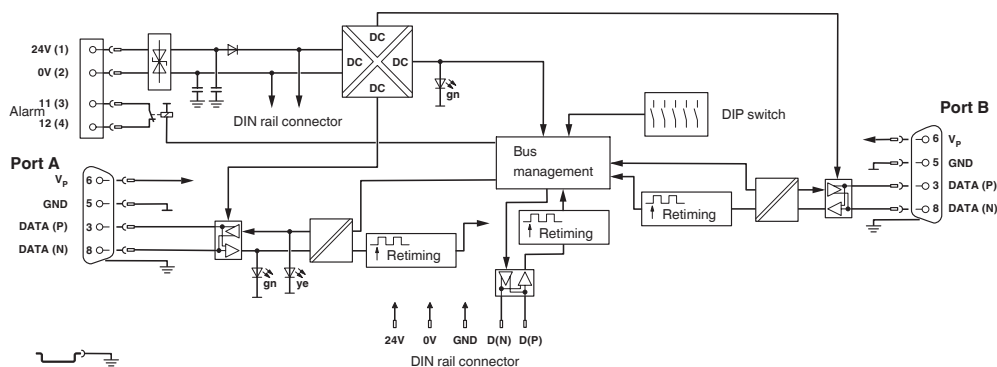 24V (1)
0V (2)
11 (3)
Alarm
12 (4)
DC
DC
DC
DC
gn
DIN rail connector
DIP switch
Bus
management
Port B
6
V_P
5
GND
3
DATA (P)
8
DATA (N)
Port A
V_P
6
GND
5
DATA (P)
3
DATA (N)
8
Retiming
Retiming
Retiming
gn
ye
24V
0V
GND
D(N)
D(P)
DIN rail connector